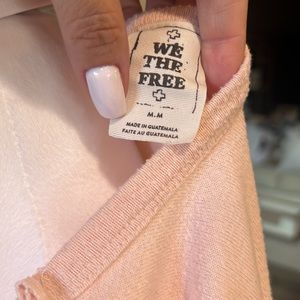 WE
THE
FREE
M.M
MADE IN GUATEMALA
FAITE AU GUATEMALA